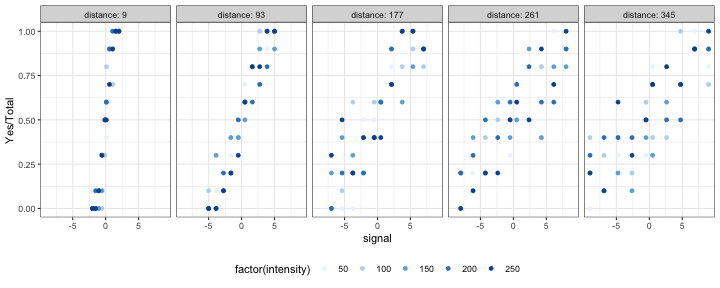 distance: 9 distance: 93 distance: 177 distance: 261 distance: 345
1.00
0.75
0.50
0.25
0.00
Yes/Total
-5 0 5 -5 0 5 -5 0 5 -5 0 5 -5 0 5
signal
factor(intensity) 50 100 150 200 250